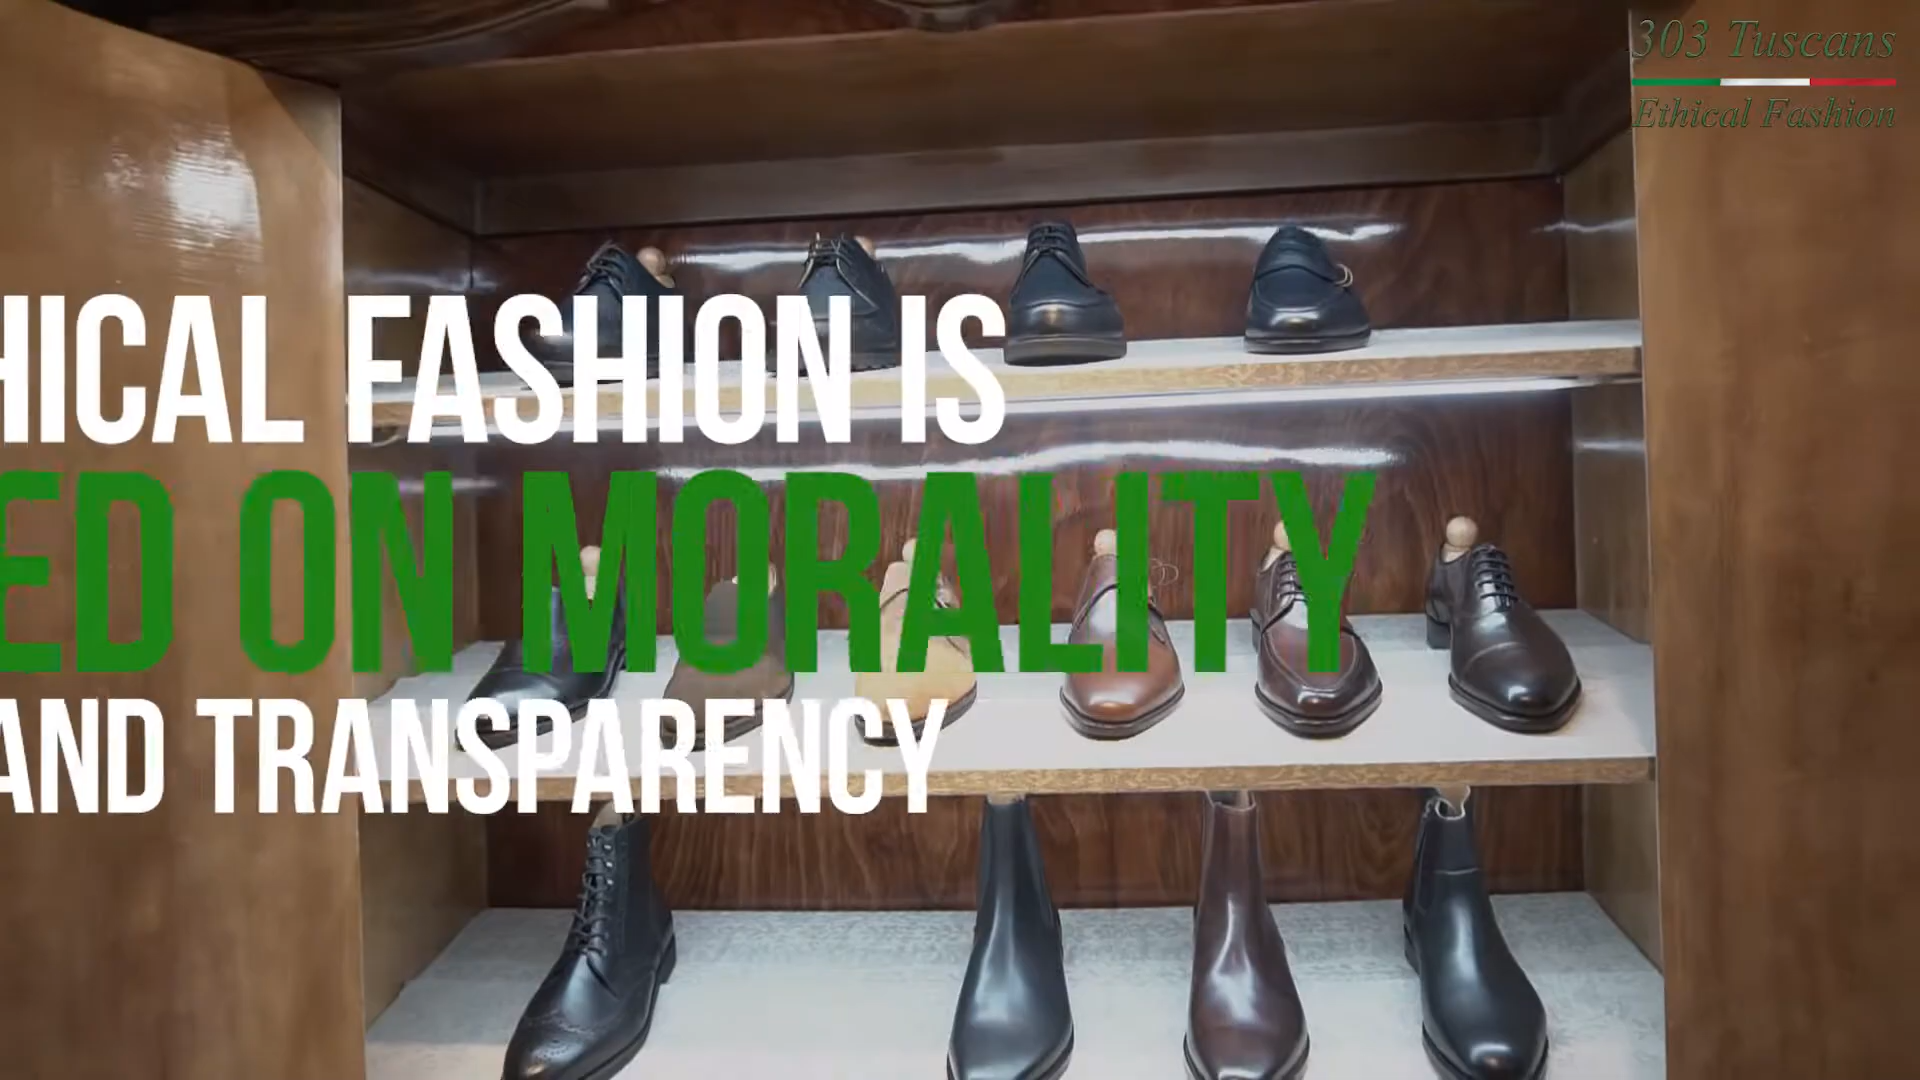 303 Tuscans
Ethical Fashion
HICAL FASHION IS
ED ON MORALITY
AND TRANSPARENCY